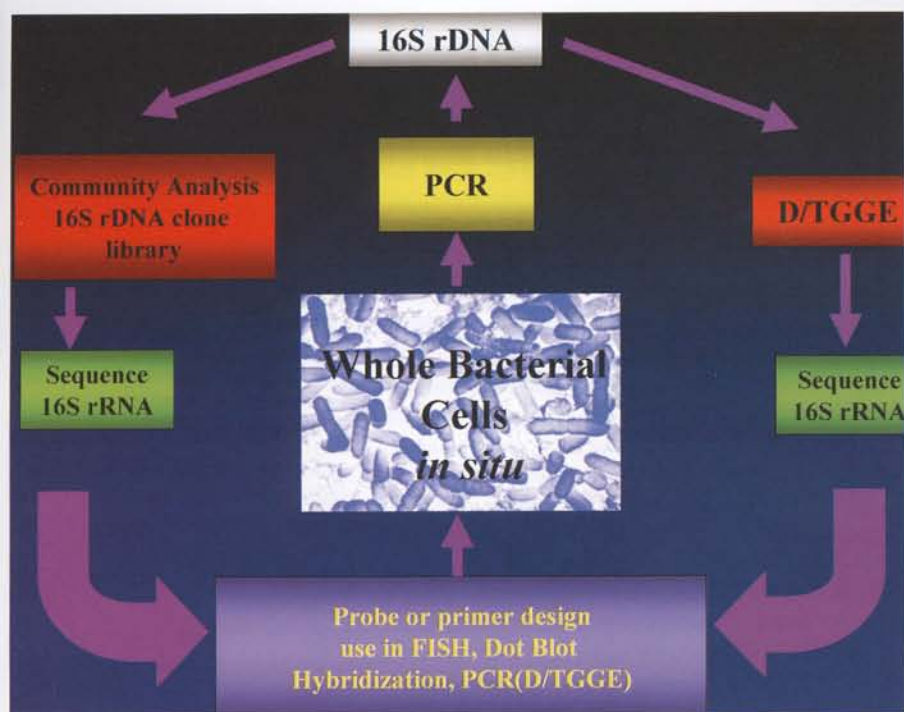 16S rDNA
Community Analysis
16S rDNA clone
library
PCR
D/TGGE
Sequence
16S rRNA
Whole Bacterial
Cells
in situ
Sequence
16S rRNA
Probe or primer design
use in FISH, Dot Blot
Hybridization, PCR(D/TGGE)